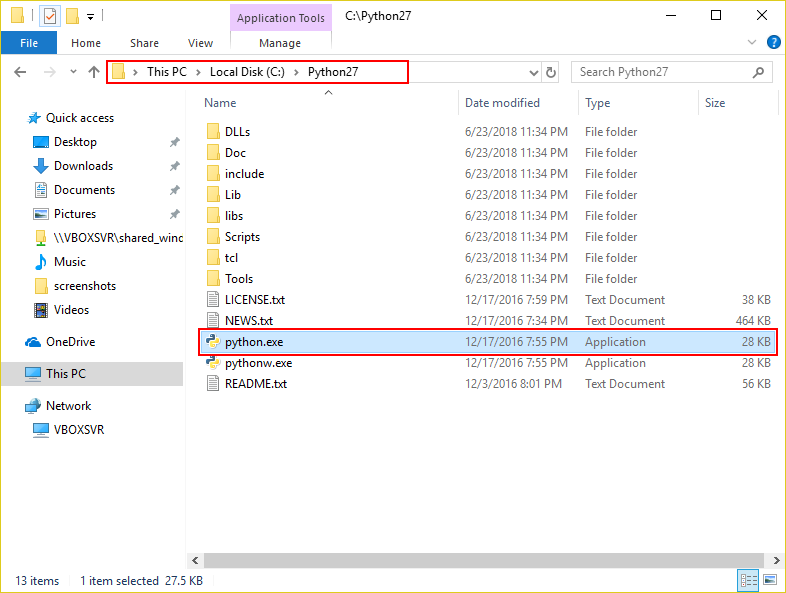 Application Tools C:\Python27
File Home Share View Manage
This PC Local Disk (C:) Python27 Search Python27
Name Date modified Type Size
Quick access
Desktop
Downloads
Documents
Pictures
\\VBOXSVR\shared_wind
Music
screenshots
Videos
OneDrive
This PC
Network
VBOXSVR
DLLs 6/23/2018 11:34 PM File folder
Doc 6/23/2018 11:34 PM File folder
include 6/23/2018 11:34 PM File folder
Lib 6/23/2018 11:34 PM File folder
libs 6/23/2018 11:34 PM File folder
Scripts 6/23/2018 11:34 PM File folder
tcl 6/23/2018 11:34 PM File folder
Tools 6/23/2018 11:34 PM File folder
LICENSE.txt 12/17/2016 7:59 PM Text Document 38 KB
NEWS.txt 12/17/2016 7:34 PM Text Document 464 KB
python.exe 12/17/2016 7:55 PM Application 28 KB
pythonw.exe 12/17/2016 7:55 PM Application 28 KB
README.txt 12/3/2016 8:01 PM Text Document 56 KB
13 items 1 item selected 27.5 KB